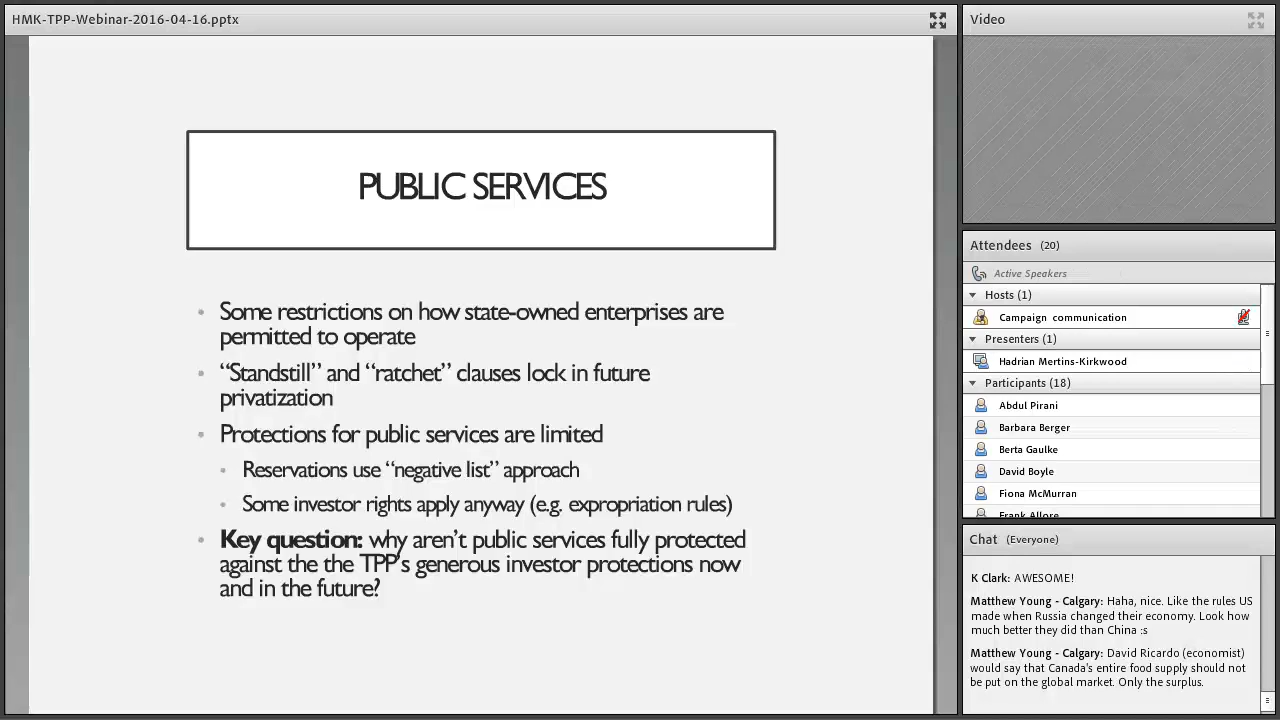 HMK-TPP-Webinar-2016-04-16.pptx
PUBLIC SERVICES
• Some restrictions on how state-owned enterprises are
permitted to operate
• “Standstill” and “ratchet” clauses lock in future
privatization
• Protections for public services are limited
• Reservations use “negative list” approach
• Some investor rights apply anyway (e.g. expropriation rules)
• Key question: why aren’t public services fully protected
against the the TPP’s generous investor protections now
and in the future?
Video
Attendees (20)
Active Speakers
Hosts (1)
Campaign communication
Presenters (1)
Hadrian Mertins-Kirkwood
Participants (18)
Abdul Pirani
Barbara Berger
Berta Gaulke
David Boyle
Fiona McMurran
Frank Allore
Chat (Everyone)
K Clark: AWESOME!
Matthew Young - Calgary: Haha, nice. Like the rules US
made when Russia changed their economy. Look how
much better they did than China :s
Matthew Young - Calgary: David Ricardo (economist)
would say that Canada's entire food supply should not
be put on the global market. Only the surplus.